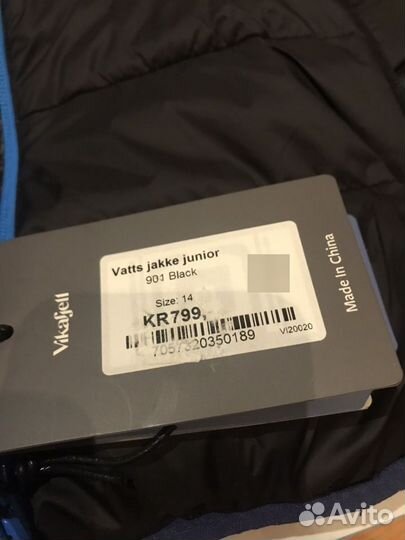 Vikafjell
Vatts jakke junior
901 Black
Size: 14
KR799,-
7057320350189
VI20020
Made In China
Avito